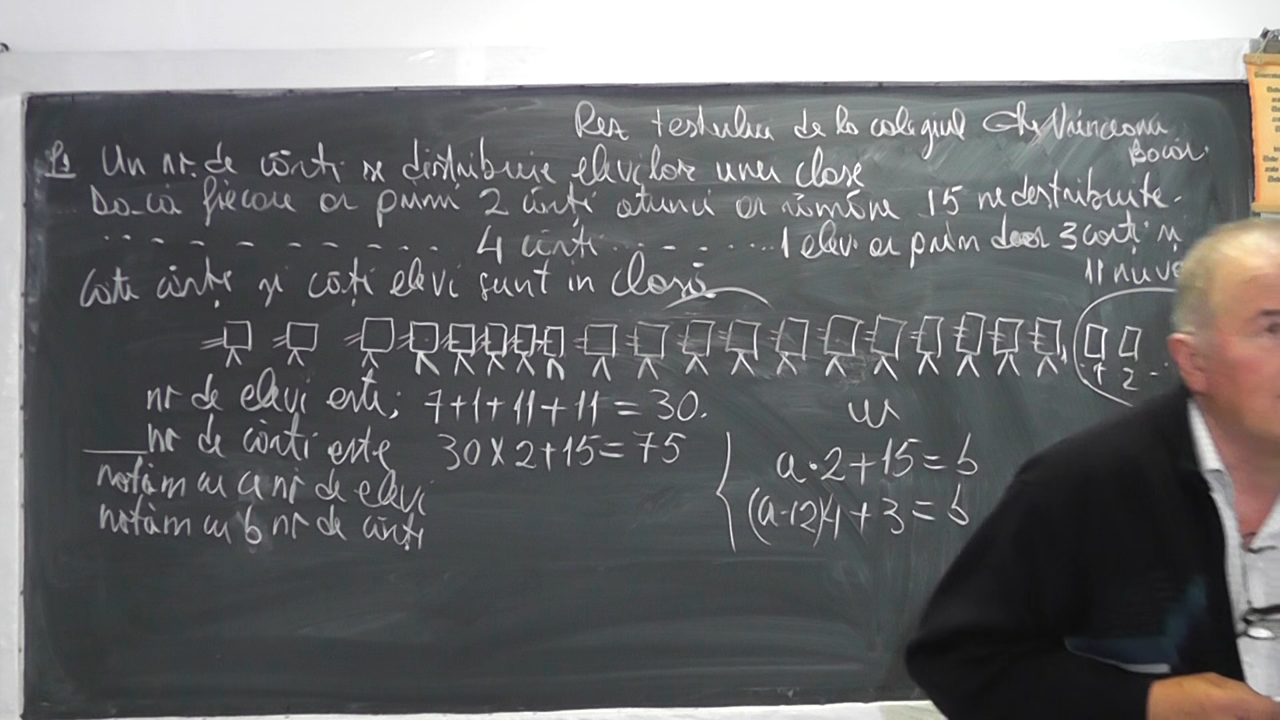 Rez testului de la colegiul Gh Vrînceanu
Bacău
P1 Un nr. de cărți se distribuie elevilor unei clase
Dacă fiecare ar primi 2 cărți atunci ar rămâne 15 nedistribuite.
4 cărți 1 elev ar primi doar 3 cărți și
11 nu
Câte cărți și câți elevi sunt in clasă
1 2 ..
nr de elevi este; 7+1+11+11=30.
nr de cărți este 30×2+15=75
notăm cu a nr de elevi
notăm cu b nr de cărți
a·2+15=b
(a-12)4+3=b